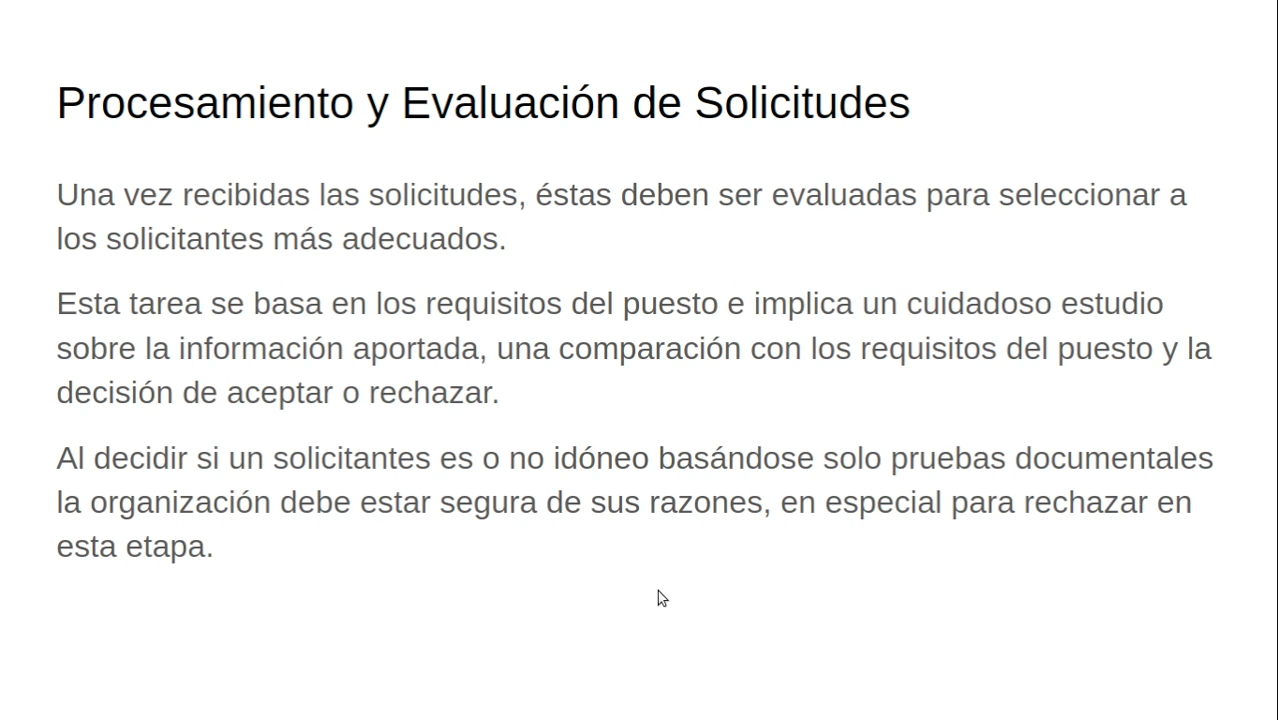 Procesamiento y Evaluación de Solicitudes
Una vez recibidas las solicitudes, éstas deben ser evaluadas para seleccionar a
los solicitantes más adecuados.
Esta tarea se basa en los requisitos del puesto e implica un cuidadoso estudio
sobre la información aportada, una comparación con los requisitos del puesto y la
decisión de aceptar o rechazar.
Al decidir si un solicitantes es o no idóneo basándose solo pruebas documentales
la organización debe estar segura de sus razones, en especial para rechazar en
esta etapa.